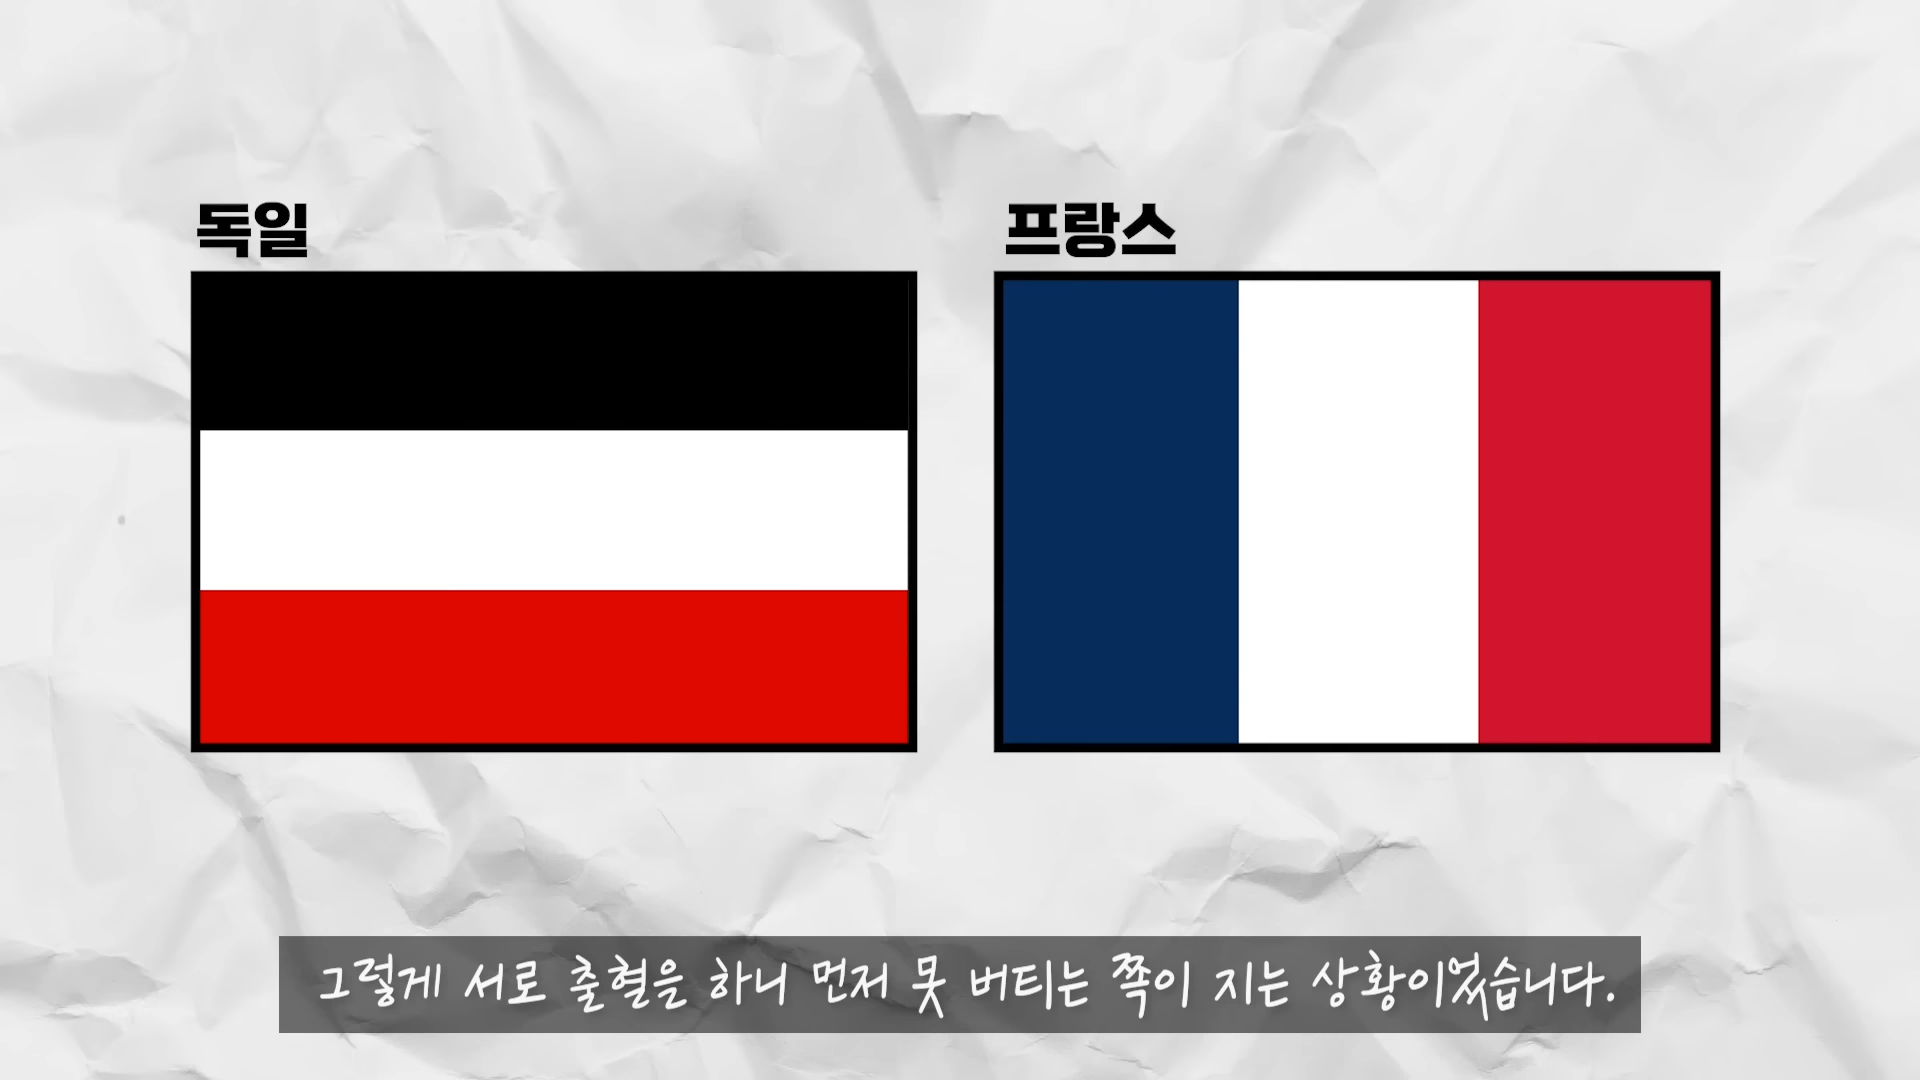 독일
프랑스
그렇게 서로 출혈을 하니 먼저 못 버티는 쪽이 지는 상황이었습니다.